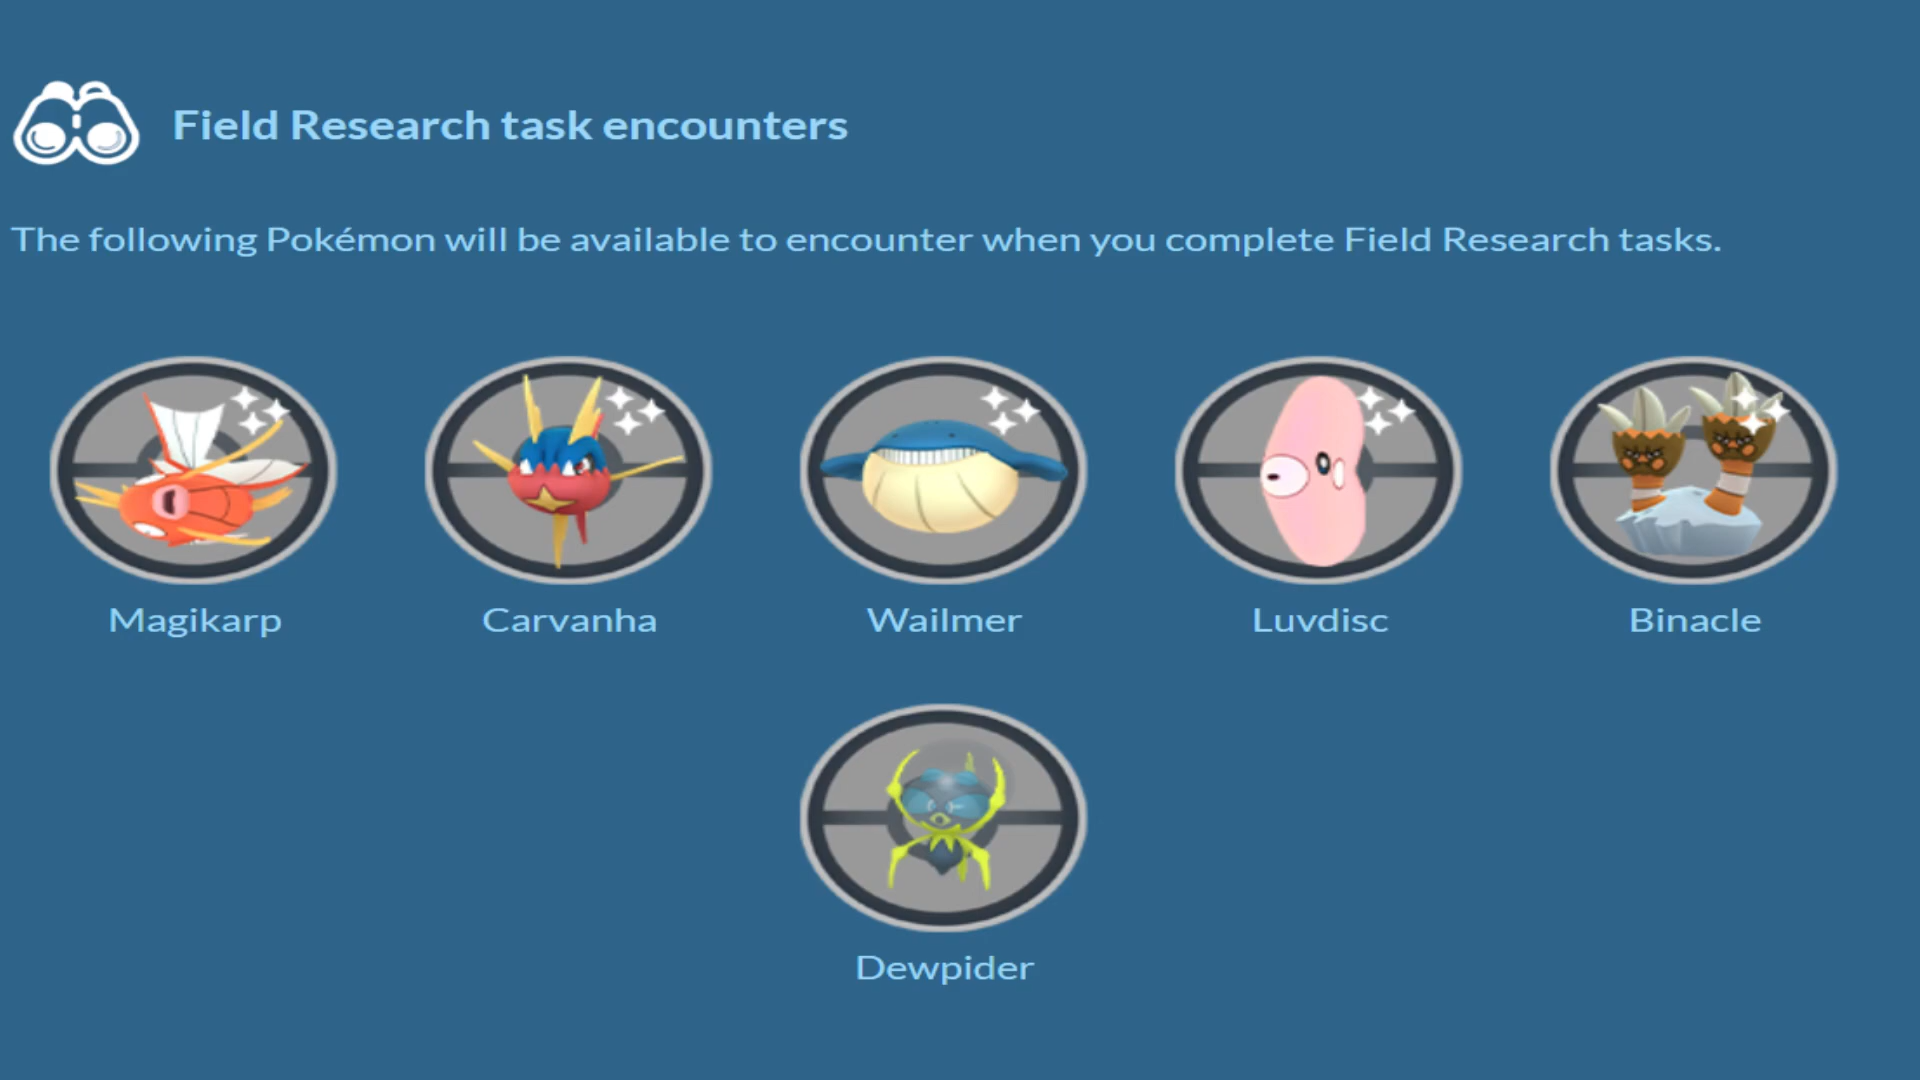 Field Research task encounters
The following Pokémon will be available to encounter when you complete Field Research tasks.
Magikarp
Carvanha
Wailmer
Luvdisc
Binacle
Dewpider